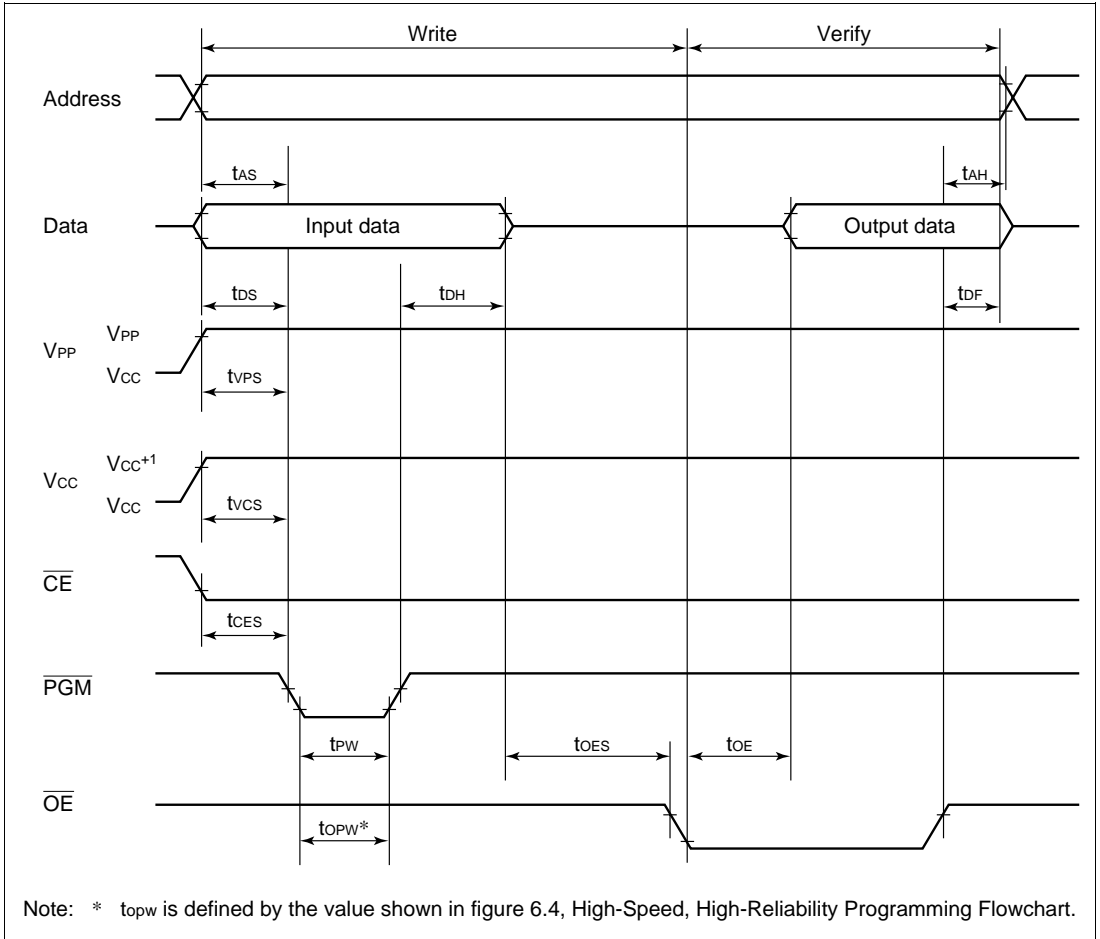 Write Verify
Address
tAS tAH
Data Input data Output data
tDS tDH tDF
VPP VPP
VCC
tVPS
VCC VCC+1
VCC
tVCS
CE
tCES
PGM
tPW tOES tOE
OE
tOPW*
Note: * topw is defined by the value shown in figure 6.4, High-Speed, High-Reliability Programming Flowchart.